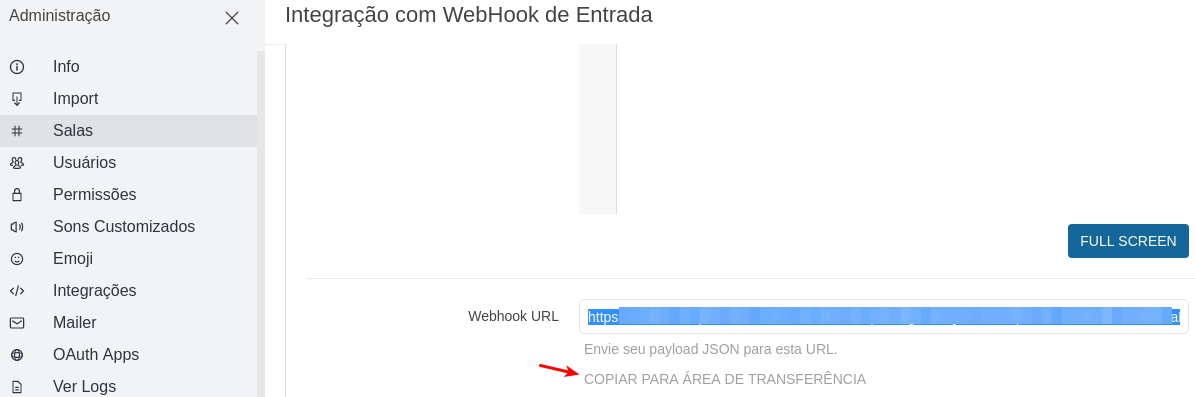 Administração
Integração com WebHook de Entrada
Info
Import
Salas
Usuários
Permissões
Sons Customizados
Emoji
Integrações
Mailer
OAuth Apps
Ver Logs
FULL SCREEN
Webhook URL
https
Envie seu payload JSON para esta URL.
COPIAR PARA ÁREA DE TRANSFERÊNCIA